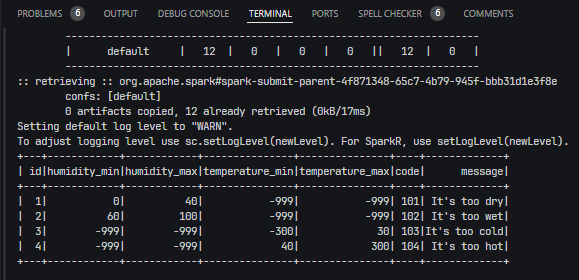 PROBLEMS 6 OUTPUT DEBUG CONSOLE TERMINAL PORTS SPELL CHECKER 6 COMMENTS
---------------------------------------------------------------------
|      default     |   12  |   0   |   0   |   0   ||   12  |   0   |
---------------------------------------------------------------------
:: retrieving :: org.apache.spark#spark-submit-parent-4f871348-65c7-4b79-945f-bbb31d1e3f8e
confs: [default]
0 artifacts copied, 12 already retrieved (0kB/17ms)
Setting default log level to "WARN".
To adjust logging level use sc.setLogLevel(newLevel). For SparkR, use setLogLevel(newLevel).
+---+------------+------------+---------------+---------------+----+-------------+
| id|humidity_min|humidity_max|temperature_min|temperature_max|code|      message|
+---+------------+------------+---------------+---------------+----+-------------+
|  1|           0|          40|           -999|           -999| 101| It's too dry|
|  2|          60|         100|           -999|           -999| 102| It's too wet|
|  3|        -999|        -999|           -300|             30| 103|It's too cold|
|  4|        -999|        -999|             40|            300| 104| It's too hot|
+---+------------+------------+---------------+---------------+----+-------------+